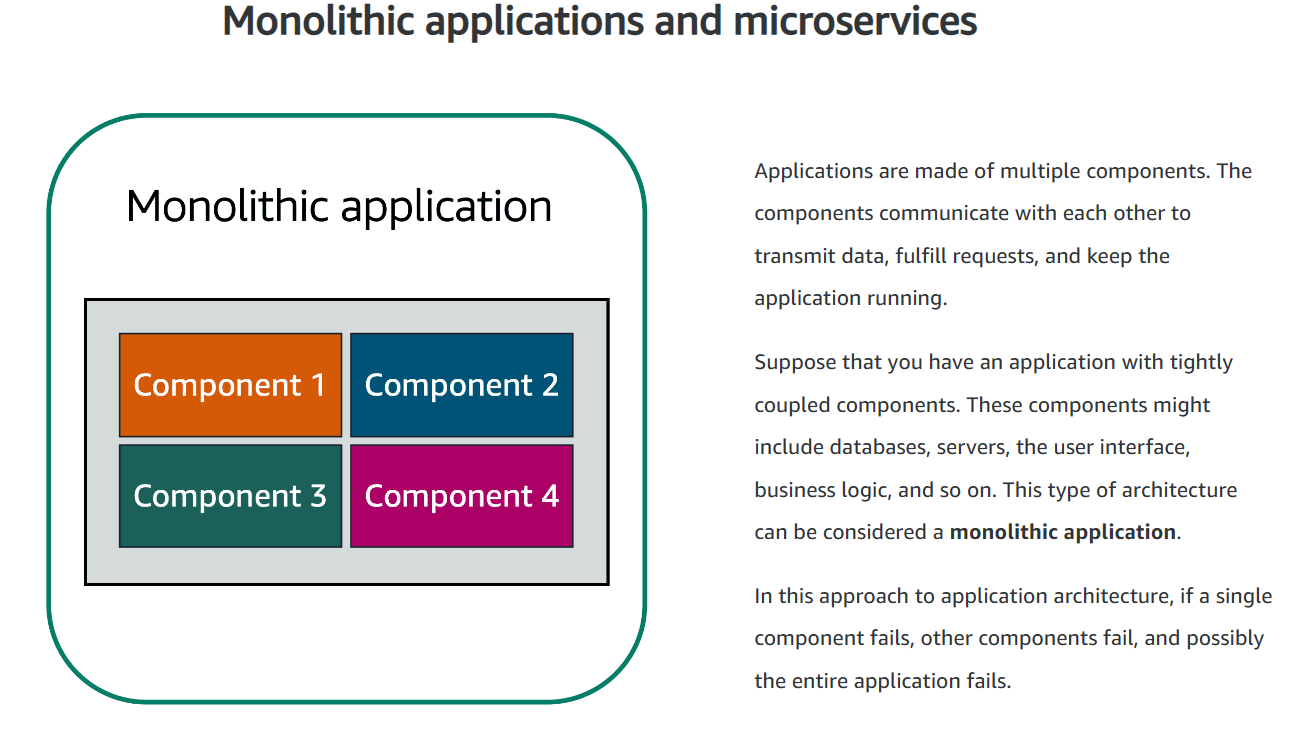 Monolithic applications and microservices
Monolithic application
Component 1
Component 2
Component 3
Component 4
Applications are made of multiple components. The
components communicate with each other to
transmit data, fulfill requests, and keep the
application running.
Suppose that you have an application with tightly
coupled components. These components might
include databases, servers, the user interface,
business logic, and so on. This type of architecture
can be considered a monolithic application.
In this approach to application architecture, if a single
component fails, other components fail, and possibly
the entire application fails.